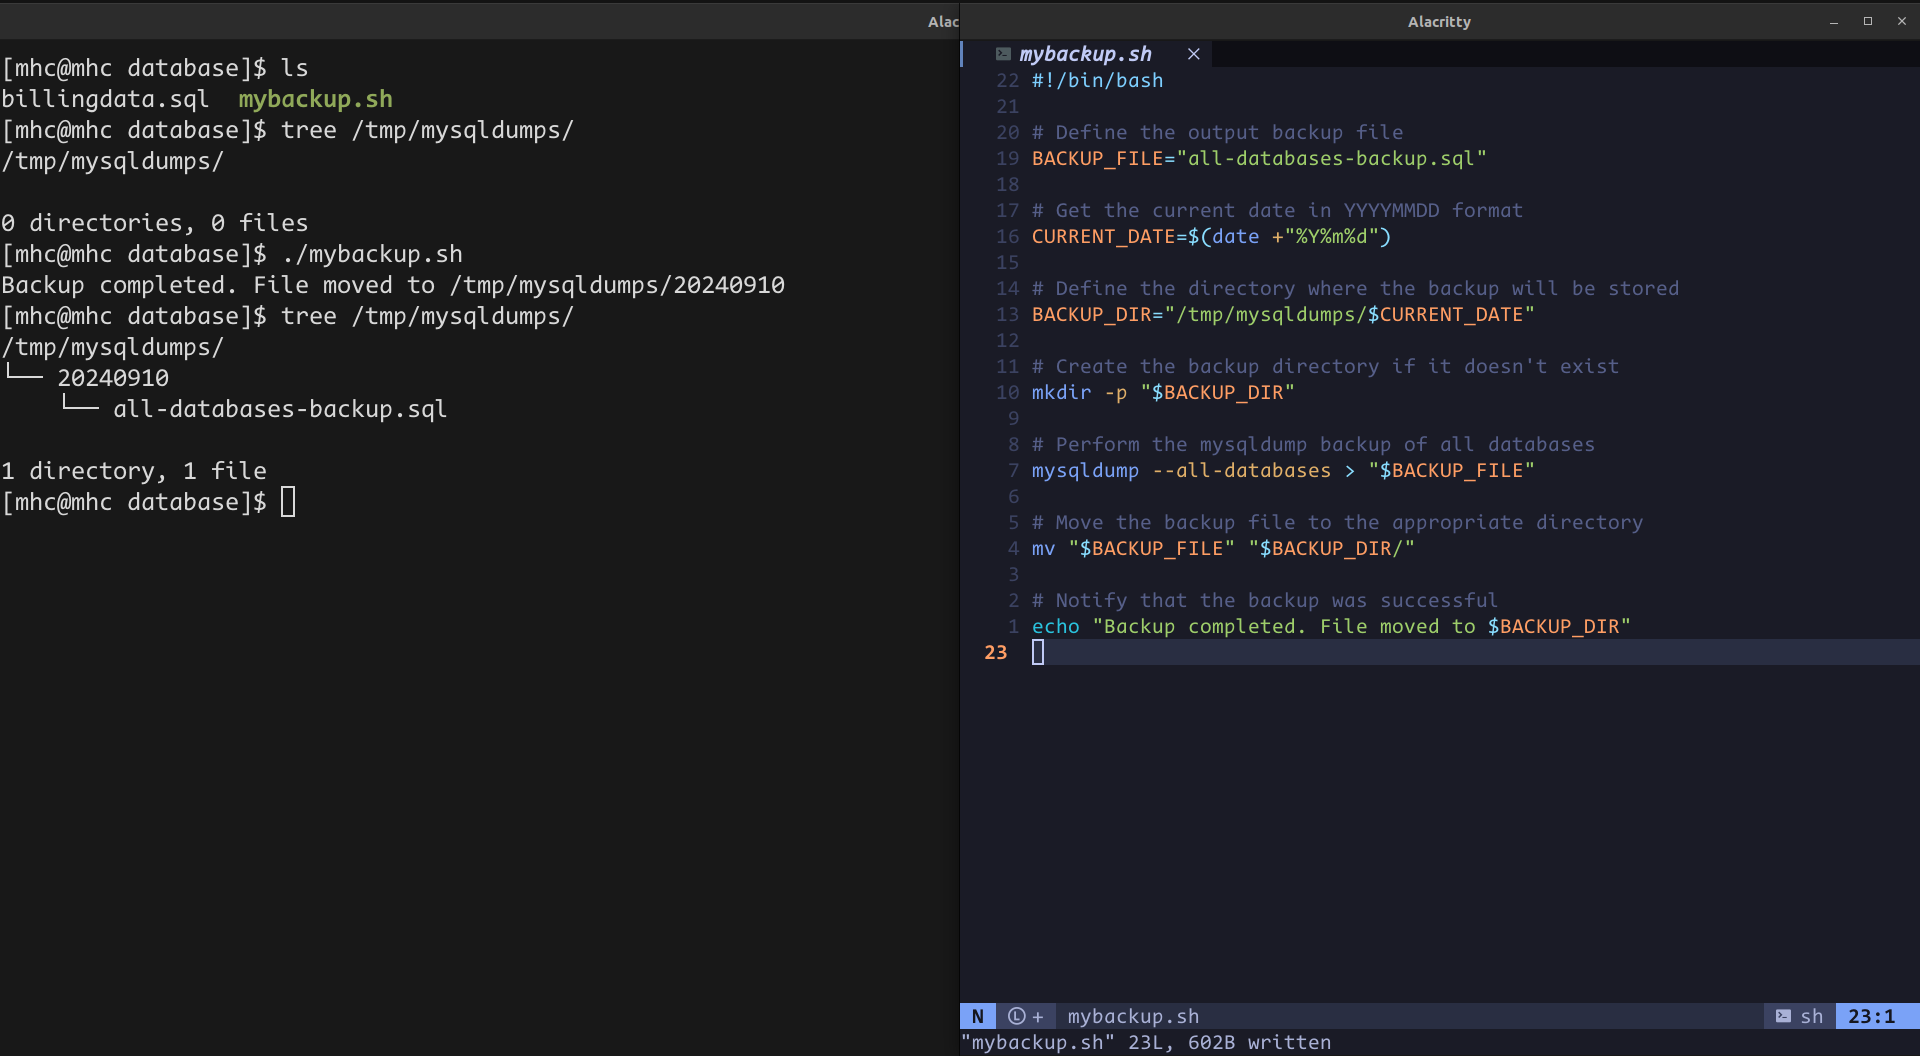 Alac
[mhc@mhc database]$ ls
billingdata.sql  mybackup.sh
[mhc@mhc database]$ tree /tmp/mysqldumps/
/tmp/mysqldumps/

0 directories, 0 files
[mhc@mhc database]$ ./mybackup.sh
Backup completed. File moved to /tmp/mysqldumps/20240910
[mhc@mhc database]$ tree /tmp/mysqldumps/
/tmp/mysqldumps/
└── 20240910
    └── all-databases-backup.sql

1 directory, 1 file
[mhc@mhc database]$
Alacritty
mybackup.sh
22 #!/bin/bash
21
20 # Define the output backup file
19 BACKUP_FILE="all-databases-backup.sql"
18
17 # Get the current date in YYYYMMDD format
16 CURRENT_DATE=$(date +"%Y%m%d")
15
14 # Define the directory where the backup will be stored
13 BACKUP_DIR="/tmp/mysqldumps/$CURRENT_DATE"
12
11 # Create the backup directory if it doesn't exist
10 mkdir -p "$BACKUP_DIR"
9
8 # Perform the mysqldump backup of all databases
7 mysqldump --all-databases > "$BACKUP_FILE"
6
5 # Move the backup file to the appropriate directory
4 mv "$BACKUP_FILE" "$BACKUP_DIR/"
3
2 # Notify that the backup was successful
1 echo "Backup completed. File moved to $BACKUP_DIR"
23
N Ⓛ + mybackup.sh sh 23:1
"mybackup.sh" 23L, 602B written